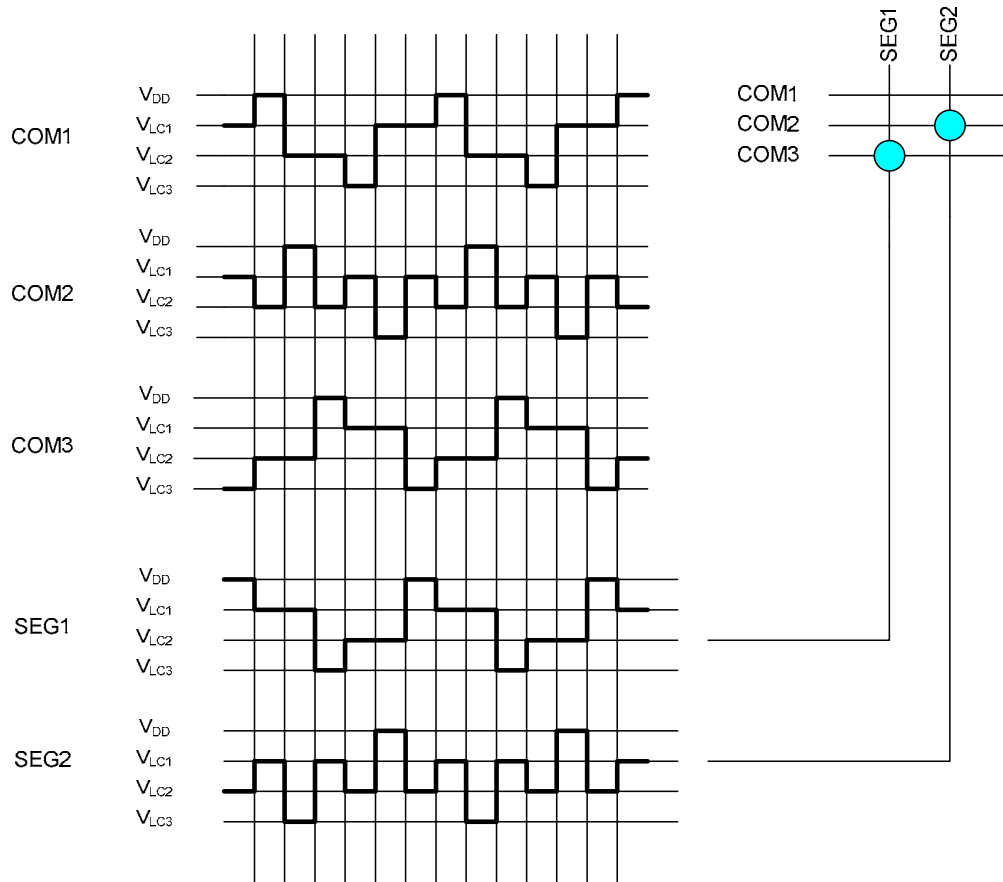 SEG1
SEG2
COM1
COM2
COM3
COM1
VDD
VLC1
VLC2
VLC3
COM2
VDD
VLC1
VLC2
VLC3
COM3
VDD
VLC1
VLC2
VLC3
SEG1
VDD
VLC1
VLC2
VLC3
SEG2
VDD
VLC1
VLC2
VLC3